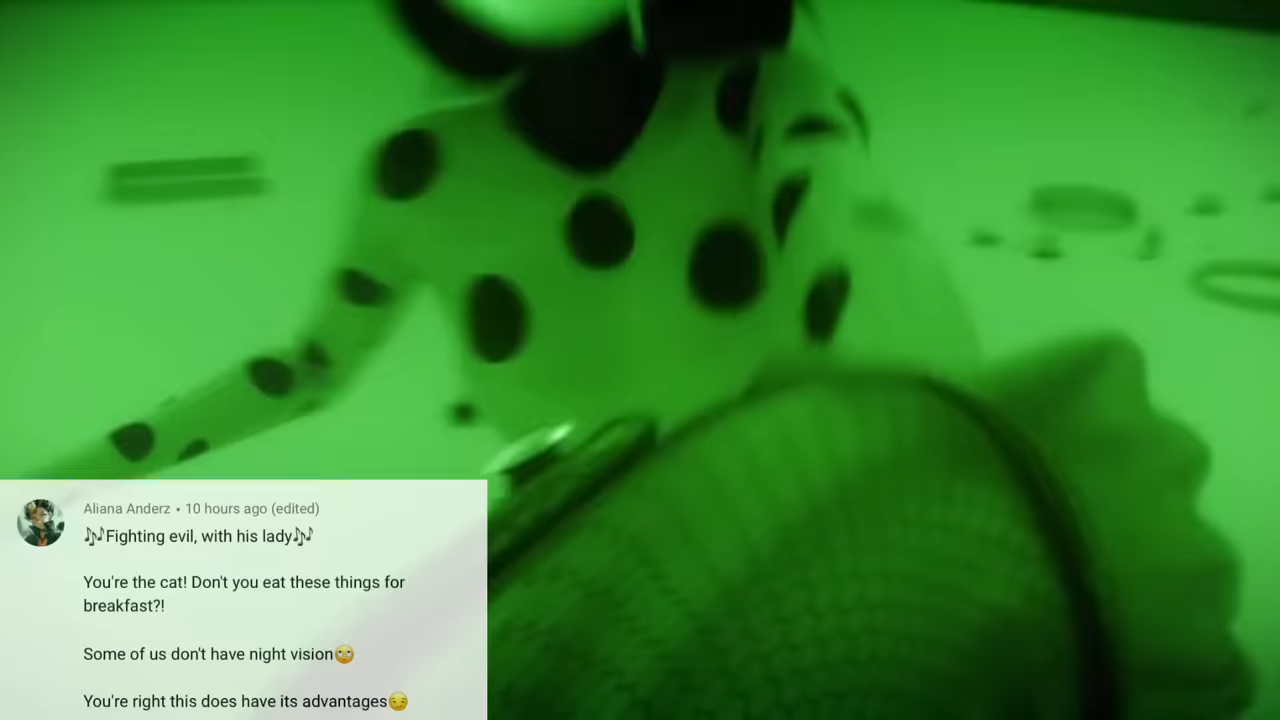 Aliana Anderz • 10 hours ago (edited)
🎶Fighting evil, with his lady🎶
You're the cat! Don't you eat these things for
breakfast?!
Some of us don't have night vision🙄
You're right this does have its advantages😏